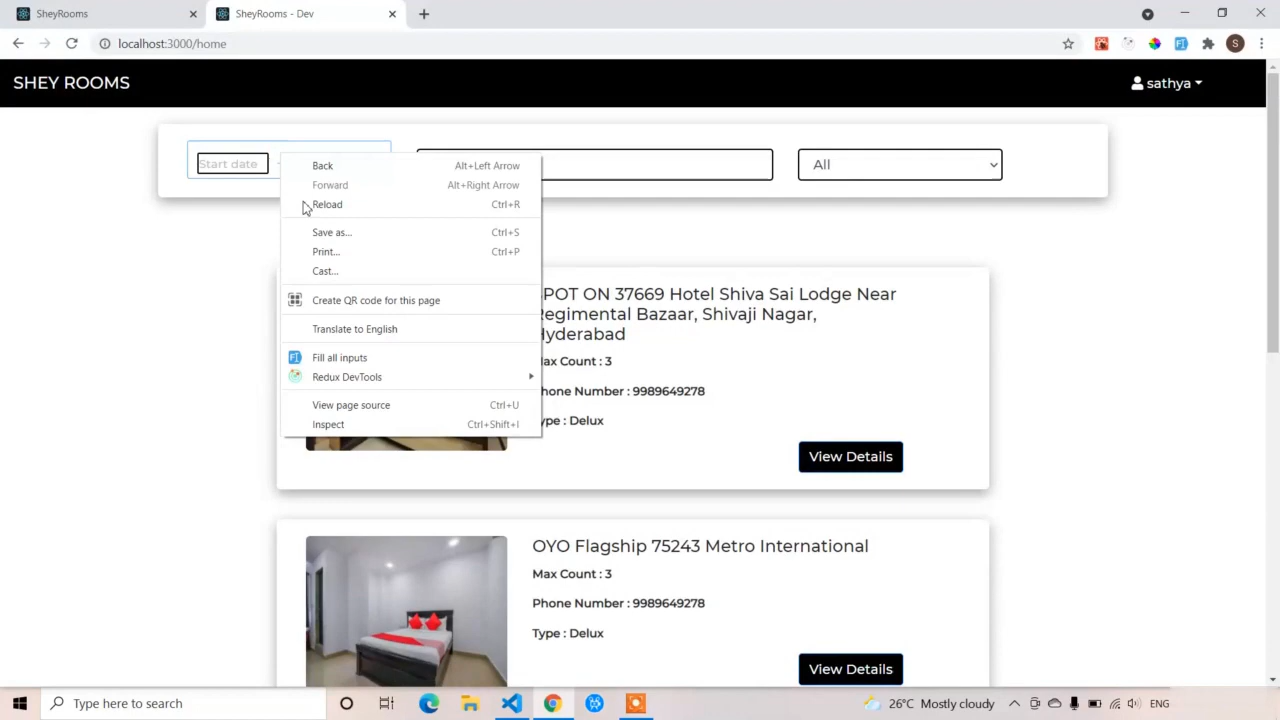 SheyRooms
SheyRooms - Dev
localhost:3000/home
S
SHEY ROOMS
sathya
Start date
All
Back Alt+Left Arrow
Forward Alt+Right Arrow
Reload Ctrl+R
Save as... Ctrl+S
Print... Ctrl+P
Cast...
Create QR code for this page
Translate to English
Fill all inputs
Redux DevTools
View page source Ctrl+U
Inspect Ctrl+Shift+I
SPOT ON 37669 Hotel Shiva Sai Lodge Near
Regimental Bazaar, Shivaji Nagar,
Hyderabad
Max Count : 3
Phone Number : 9989649278
Type : Delux
View Details
OYO Flagship 75243 Metro International
Max Count : 3
Phone Number : 9989649278
Type : Delux
View Details
Type here to search
26°C Mostly cloudy
ENG